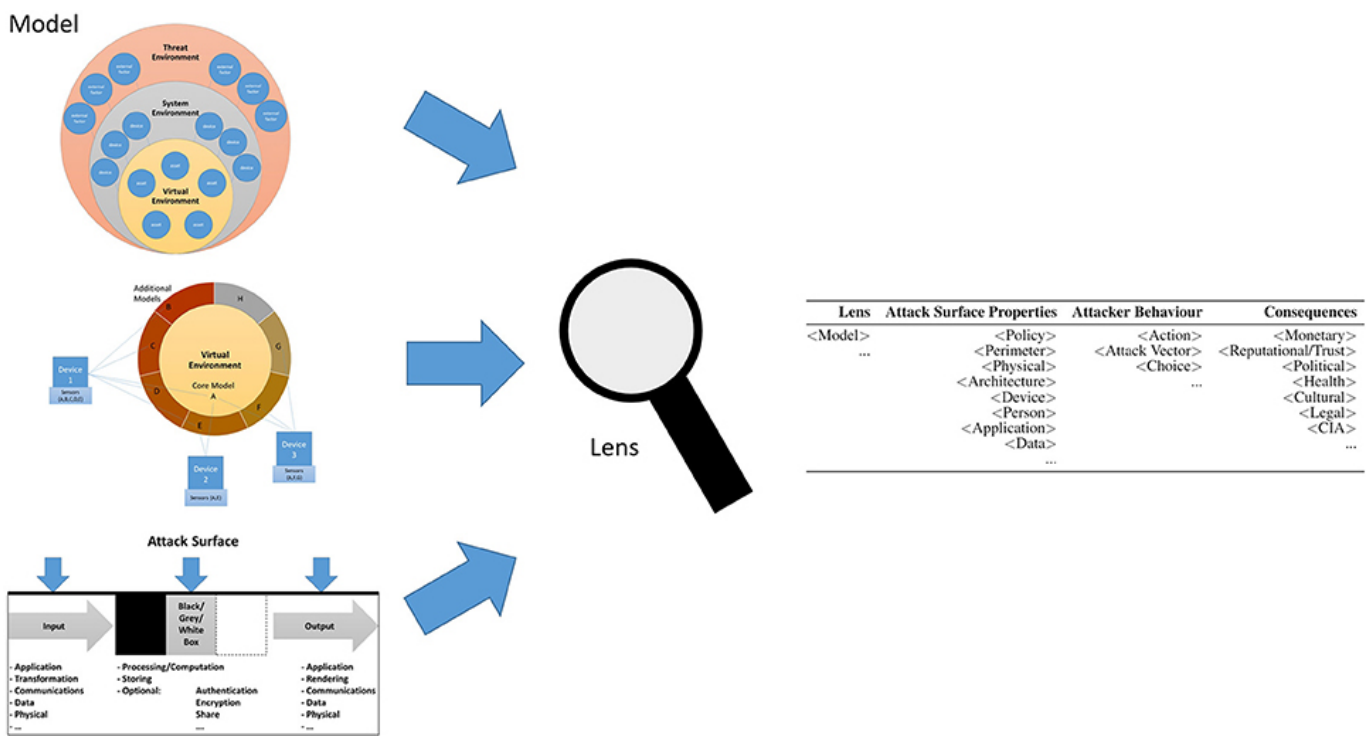 Model
Threat
Environment
external
factor
external
factor
external
factor
external
factor
external
factor
external
factor
System
Environment
device
device
device
device
device
device
asset
asset
asset
Virtual
Environment
asset
asset
Additional
Models
B
H
C
G
Virtual
Environment
Core Model
A
D
F
E
Device
1
Sensors
(A,B,C,D,E)
Device
2
Sensors (A,E)
Device
3
Sensors
(A,F,G)
Attack Surface
Input
Black/
Grey/
White
Box
Output
- Application
- Transformation
- Communications
- Data
- Physical
- ...
- Processing/Computation
- Storing
- Optional: Authentication
Encryption
Share
....
- Application
- Rendering
- Communications
- Data
- Physical
- ...
Lens
Lens Attack Surface Properties Attacker Behaviour Consequences
<Model> <Policy> <Action> <Monetary>
... <Perimeter> <Attack Vector> <Reputational/Trust>
<Physical> <Choice> <Political>
<Architecture> ... <Health>
<Device> <Cultural>
<Person> <Legal>
<Application> <CIA>
<Data> ...
...